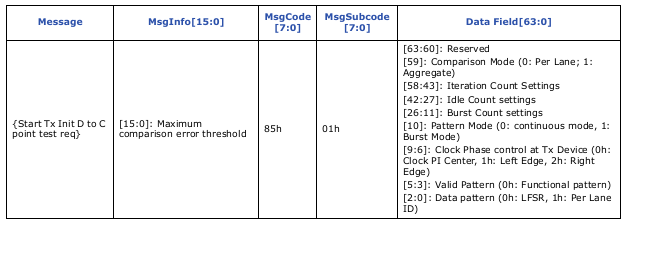 Message
MsgInfo[15:0]
MsgCode
[7:0]
MsgSubcode
[7:0]
Data Field[63:0]
{Start Tx Init D to C
point test req}
[15:0]: Maximum
comparison error threshold
85h
01h
[63:60]: Reserved
[59]: Comparison Mode (0: Per Lane; 1:
Aggregate)
[58:43]: Iteration Count Settings
[42:27]: Idle Count settings
[26:11]: Burst Count settings
[10]: Pattern Mode (0: continuous mode, 1:
Burst Mode)
[9:6]: Clock Phase control at Tx Device (0h:
Clock PI Center, 1h: Left Edge, 2h: Right
Edge)
[5:3]: Valid Pattern (0h: Functional pattern)
[2:0]: Data pattern (0h: LFSR, 1h: Per Lane
ID)